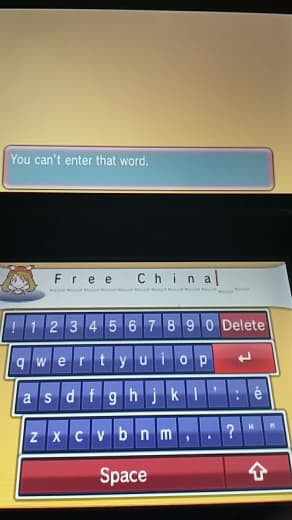 You can't enter that word.
Free China
! 1 2 3 4 5 6 7 8 9 0 Delete
q w e r t y u i o p
a s d f g h j k l ' : é
z x c v b n m , . ? “ ”
Space